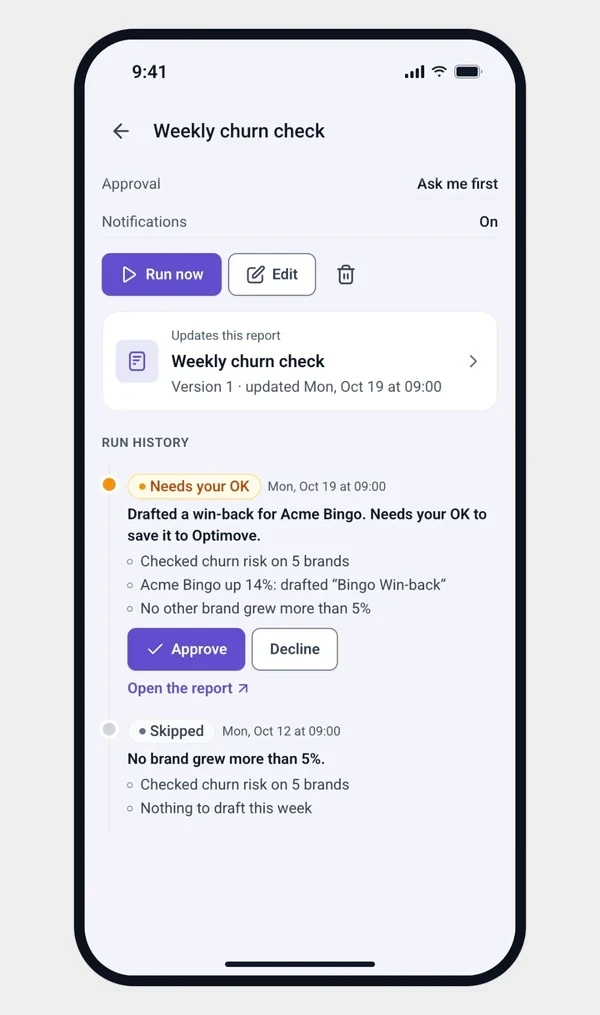 9:41
Weekly churn check
Approval Ask me first
Notifications On
Run now Edit
Updates this report
Weekly churn check
Version 1 · updated Mon, Oct 19 at 09:00
RUN HISTORY
Needs your OK Mon, Oct 19 at 09:00
Drafted a win-back for Acme Bingo. Needs your OK to
save it to Optimove.
Checked churn risk on 5 brands
Acme Bingo up 14%: drafted “Bingo Win-back”
No other brand grew more than 5%
Approve Decline
Open the report
Skipped Mon, Oct 12 at 09:00
No brand grew more than 5%.
Checked churn risk on 5 brands
Nothing to draft this week